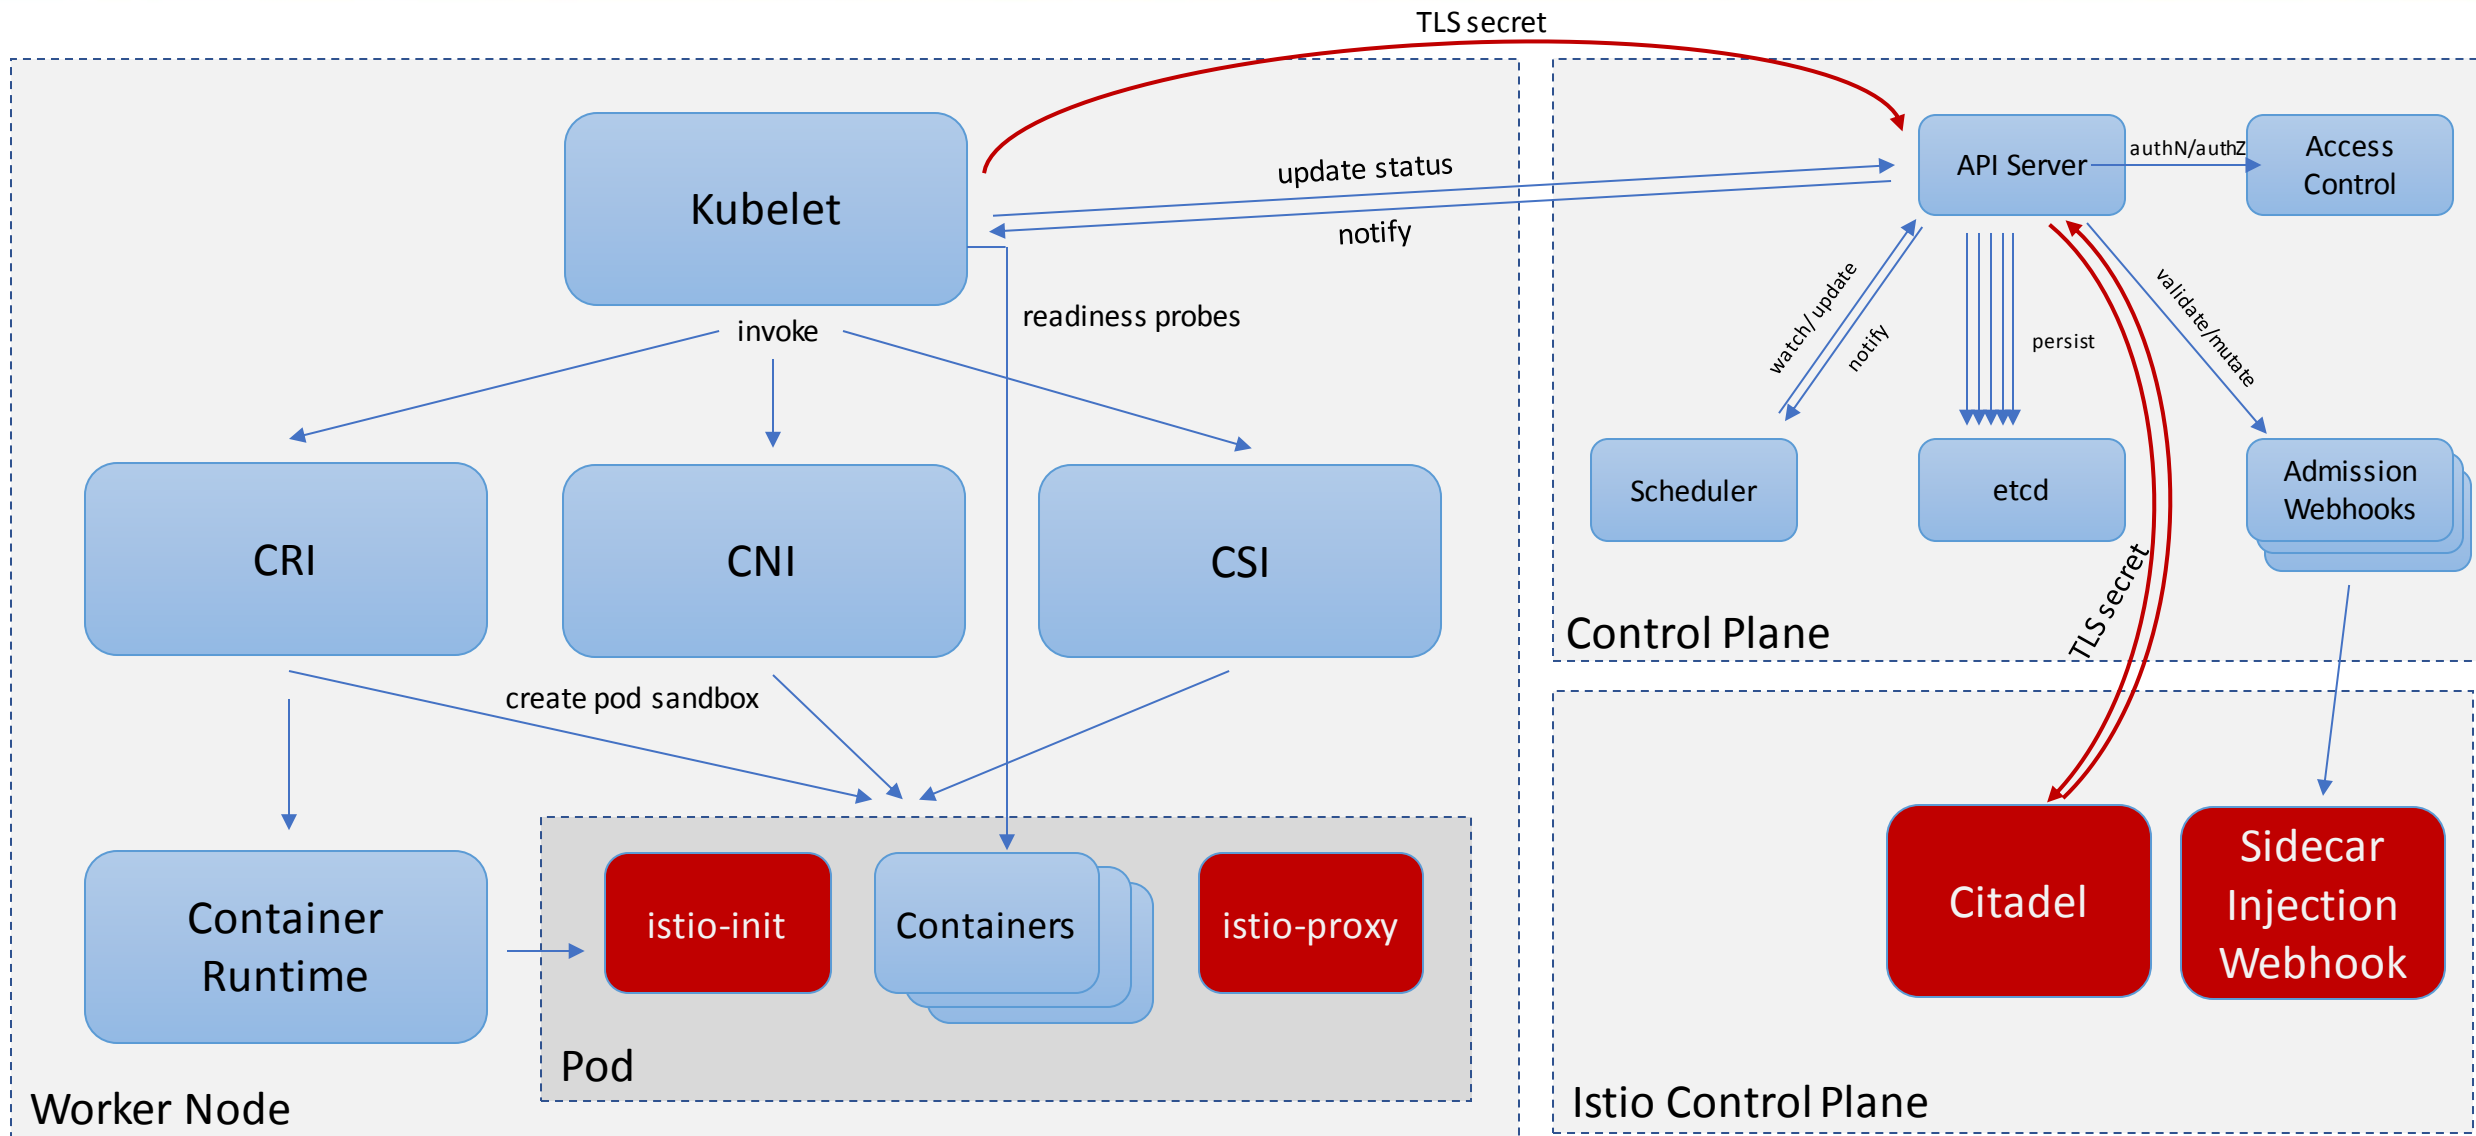 TLS secret
Kubelet
update status
notify
readiness probes
invoke
CRI
CNI
CSI
create pod sandbox
Container
Runtime
istio-init
Containers
istio-proxy
Pod
Worker Node
API Server
authN/authZ
Access
Control
watch/update
notify
persist
validate/mutate
Scheduler
etcd
Admission
Webhooks
TLS secret
Control Plane
Citadel
Sidecar
Injection
Webhook
Istio Control Plane